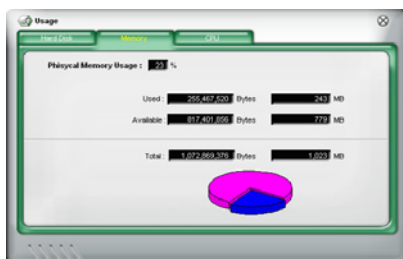 Usage
Hard Disk Memory CPU
Phisycal Memory Usage : 23 %
Used : 255,467,520 Bytes 243 MB
Available : 817,401,856 Bytes 779 MB
Total : 1,072,869,376 Bytes 1,023 MB